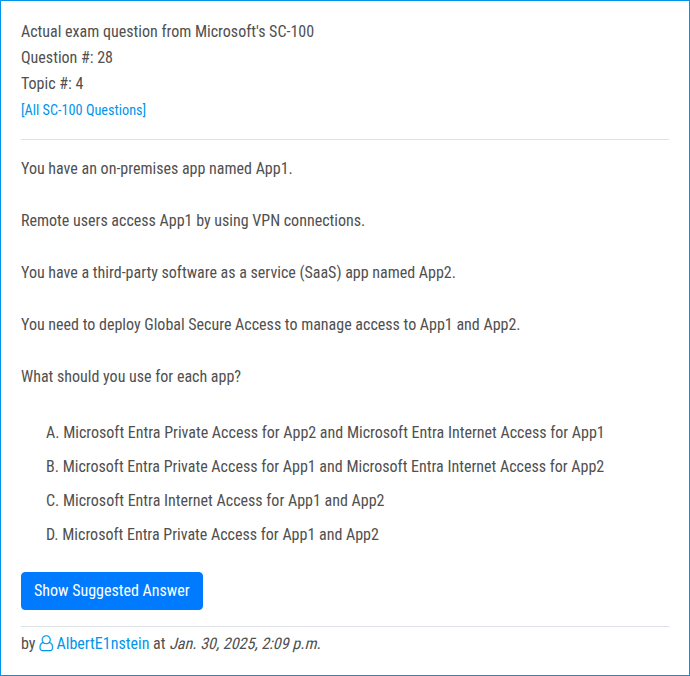 Actual exam question from Microsoft's SC-100
Question #: 28
Topic #: 4
[All SC-100 Questions]
You have an on-premises app named App1.
Remote users access App1 by using VPN connections.
You have a third-party software as a service (SaaS) app named App2.
You need to deploy Global Secure Access to manage access to App1 and App2.
What should you use for each app?
A. Microsoft Entra Private Access for App2 and Microsoft Entra Internet Access for App1
B. Microsoft Entra Private Access for App1 and Microsoft Entra Internet Access for App2
C. Microsoft Entra Internet Access for App1 and App2
D. Microsoft Entra Private Access for App1 and App2
Show Suggested Answer
by AlbertE1nstein at Jan. 30, 2025, 2:09 p.m.